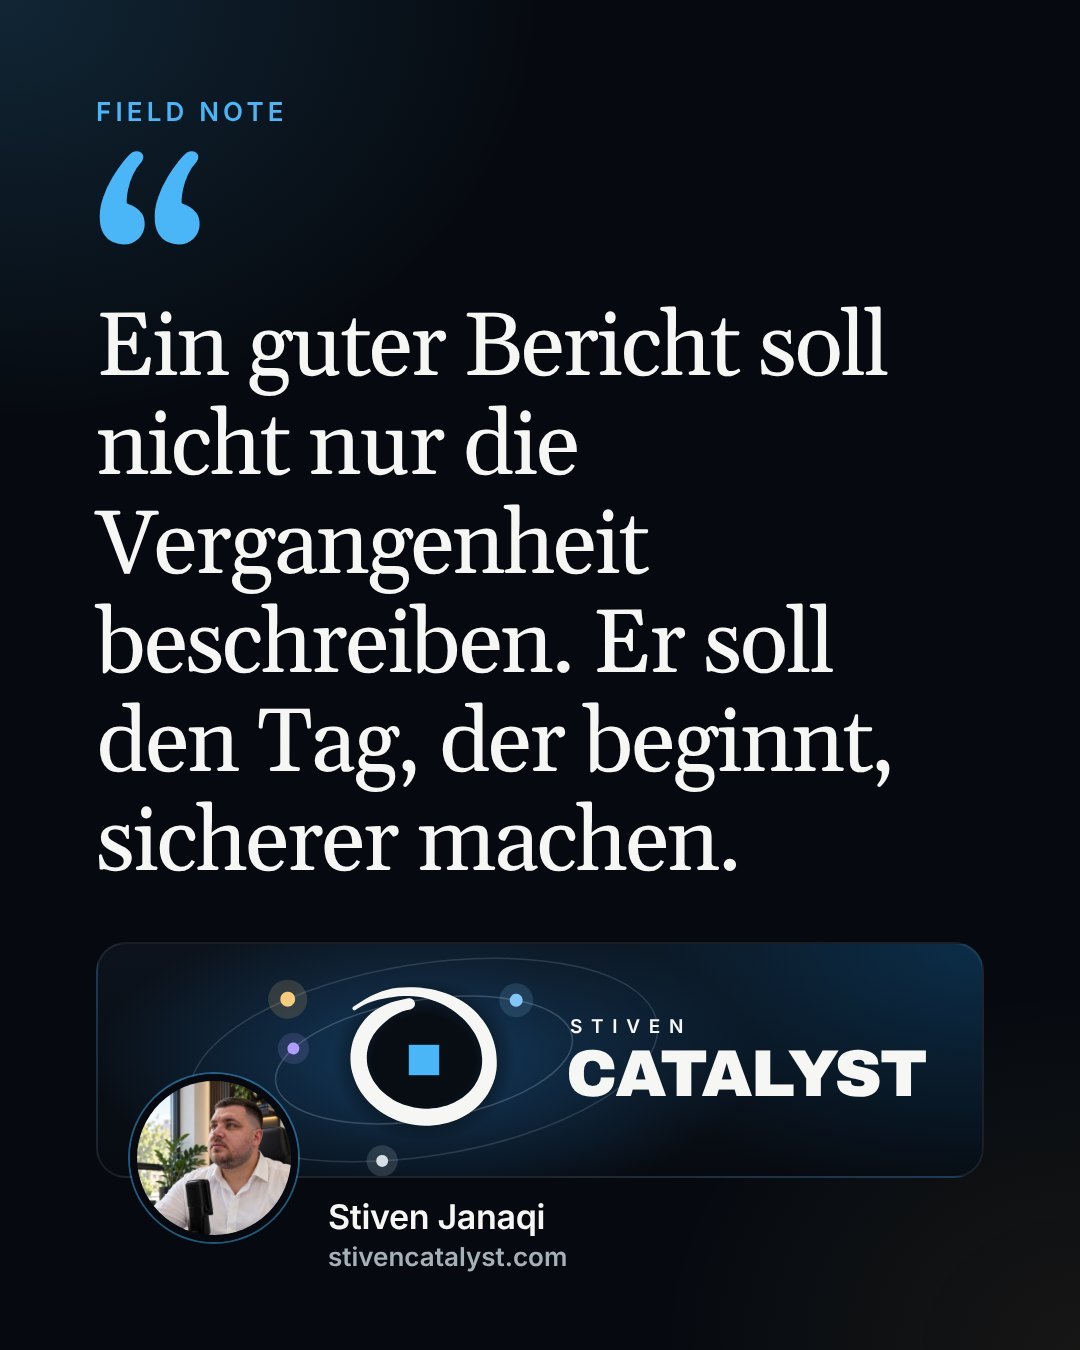 FIELD NOTE
“
Ein guter Bericht soll
nicht nur die
Vergangenheit
beschreiben. Er soll
den Tag, der beginnt,
sicherer machen.
STIVEN
CATALYST
Stiven Janaqi
stivencatalyst.com